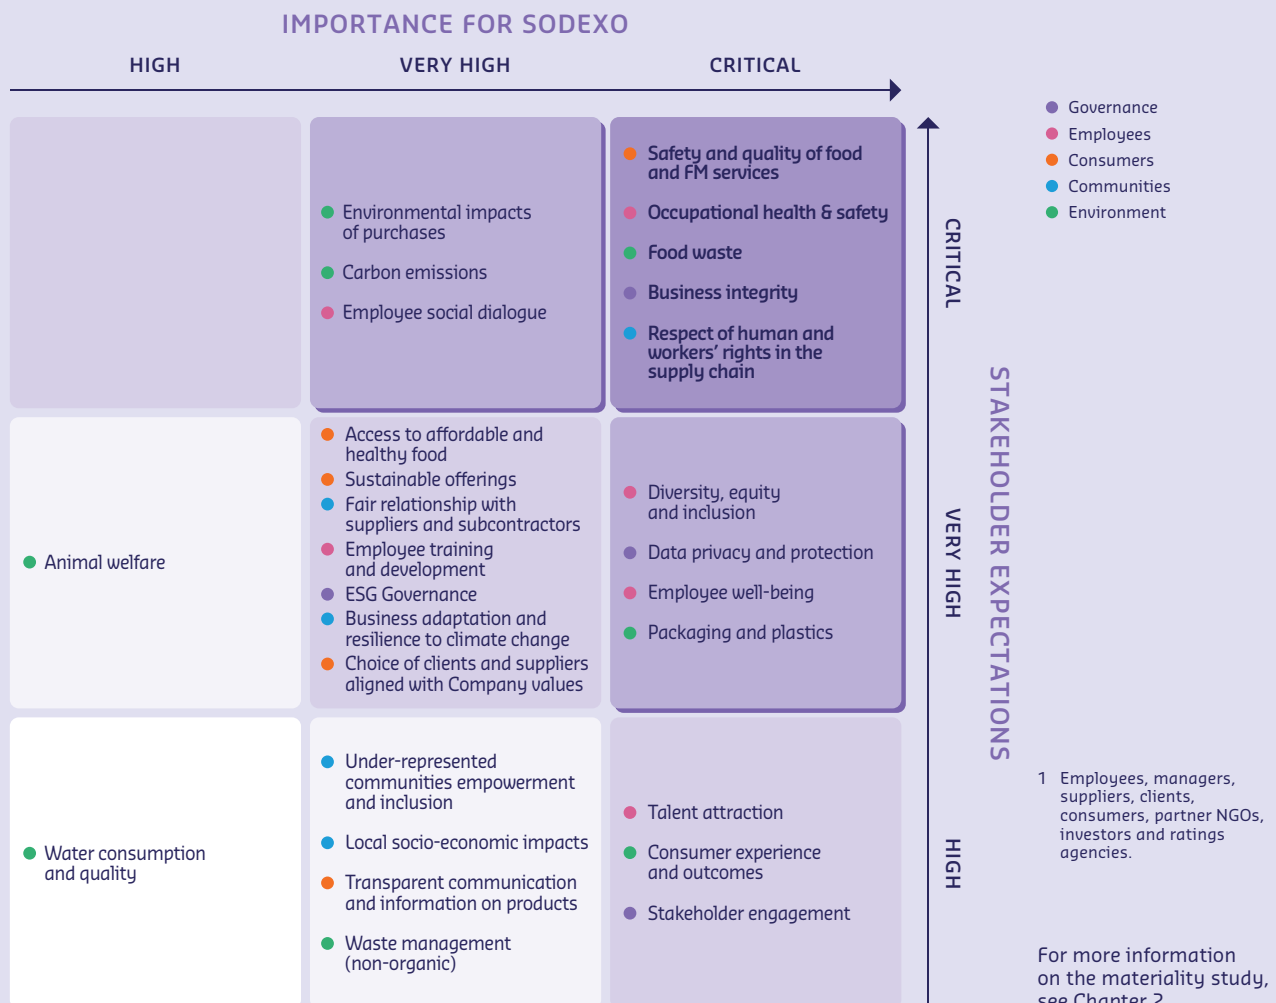 IMPORTANCE FOR SODEXO
HIGH
VERY HIGH
CRITICAL
Governance
Employees
Consumers
Communities
Environment
Environmental impacts
of purchases
Carbon emissions
Employee social dialogue
Safety and quality of food
and FM services
Occupational health & safety
Food waste
Business integrity
Respect of human and
workers’ rights in the
supply chain
CRITICAL
Animal welfare
Access to affordable and
healthy food
Sustainable offerings
Fair relationship with
suppliers and subcontractors
Employee training
and development
ESG Governance
Business adaptation and
resilience to climate change
Choice of clients and suppliers
aligned with Company values
Diversity, equity
and inclusion
Data privacy and protection
Employee well-being
Packaging and plastics
VERY HIGH
STAKEHOLDER EXPECTATIONS
Water consumption
and quality
Under-represented
communities empowerment
and inclusion
Local socio-economic impacts
Transparent communication
and information on products
Waste management
(non-organic)
Talent attraction
Consumer experience
and outcomes
Stakeholder engagement
HIGH
1 Employees, managers,
suppliers, clients,
consumers, partner NGOs,
investors and ratings
agencies.
For more information
on the materiality study,
see Chapter 2